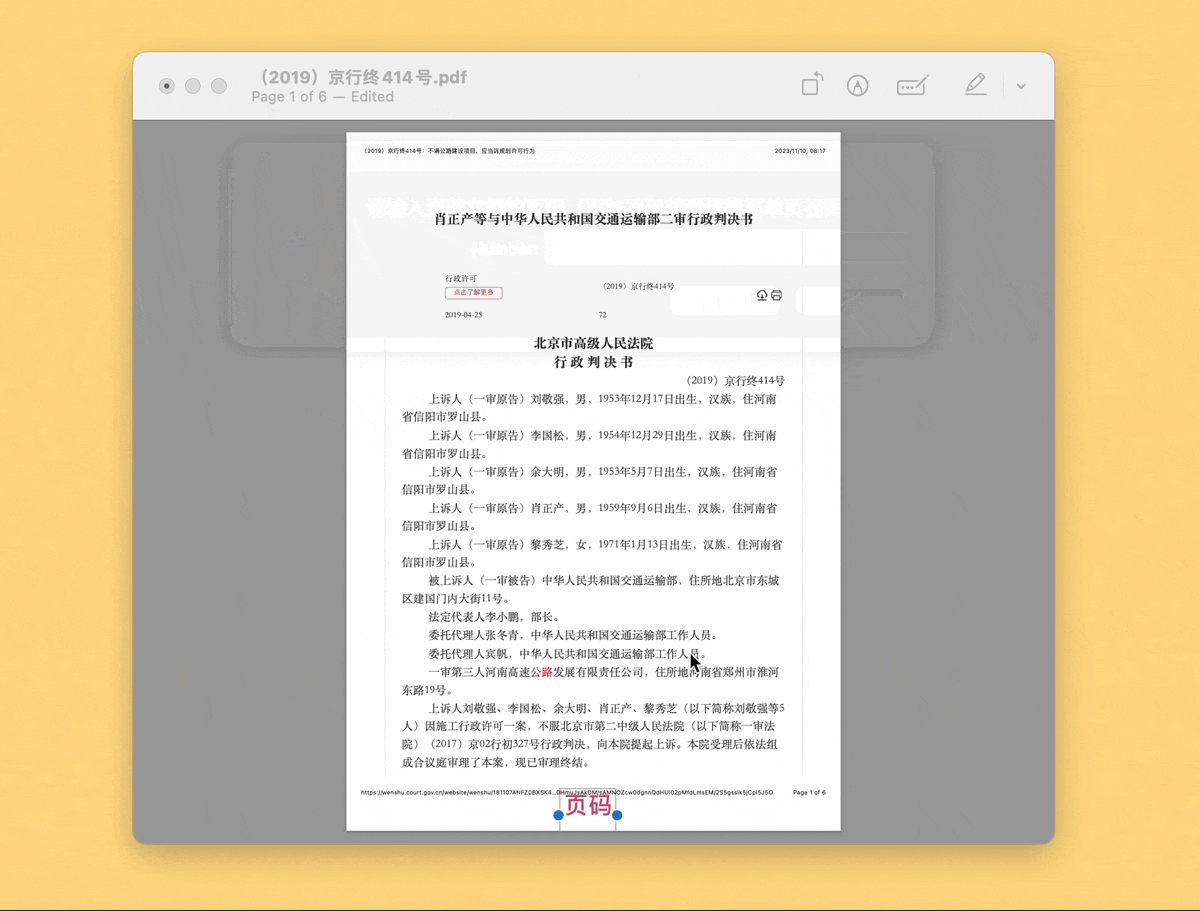 （2019）京行终414号.pdf
Page 1 of 6 — Edited
（2019）京行终414号：不满公路建设项目，应当诉规划许可行为
2023/11/10, 08:17
肖正产等与中华人民共和国交通运输部二审行政判决书
Number:
行政许可
（2019）京行终414号
点击了解更多
2019-04-25
72
北京市高级人民法院
行 政 判 决 书
（2019）京行终414号
上诉人（一审原告）刘敬强，男，1953年12月17日出生，汉族，住河南
省信阳市罗山县。
上诉人（一审原告）李国松，男，1954年12月29日出生，汉族，住河南
省信阳市罗山县。
上诉人（一审原告）余大明，男，1953年5月7日出生，汉族，住河南省
信阳市罗山县。
上诉人（一审原告）肖正产，男，1959年9月6日出生，汉族，住河南省
信阳市罗山县。
上诉人（一审原告）黎秀芝，女，1971年1月13日出生，汉族，住河南省
信阳市罗山县。
被上诉人（一审被告）中华人民共和国交通运输部，住所地北京市东城
区建国门内大街11号。
法定代表人李小鹏，部长。
委托代理人张冬青，中华人民共和国交通运输部工作人员。
委托代理人宾帆，中华人民共和国交通运输部工作人员。
一审第三人河南高速公路发展有限责任公司，住所地河南省郑州市淮河
东路19号。
上诉人刘敬强、李国松、余大明、肖正产、黎秀芝（以下简称刘敬强等5
人）因施工行政许可一案，不服北京市第二中级人民法院（以下简称一审法
院）（2017）京02行初327号行政判决，向本院提起上诉。本院受理后依法组
成合议庭审理了本案，现已审理终结。
Page 1 of 6
页码